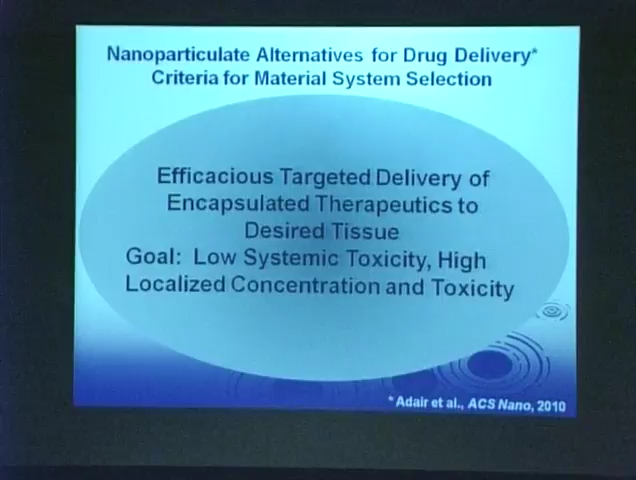 Nanoparticulate Alternatives for Drug Delivery*
Criteria for Material System Selection
Efficacious Targeted Delivery of
Encapsulated Therapeutics to
Desired Tissue
Goal: Low Systemic Toxicity, High
Localized Concentration and Toxicity
* Adair et al., ACS Nano, 2010